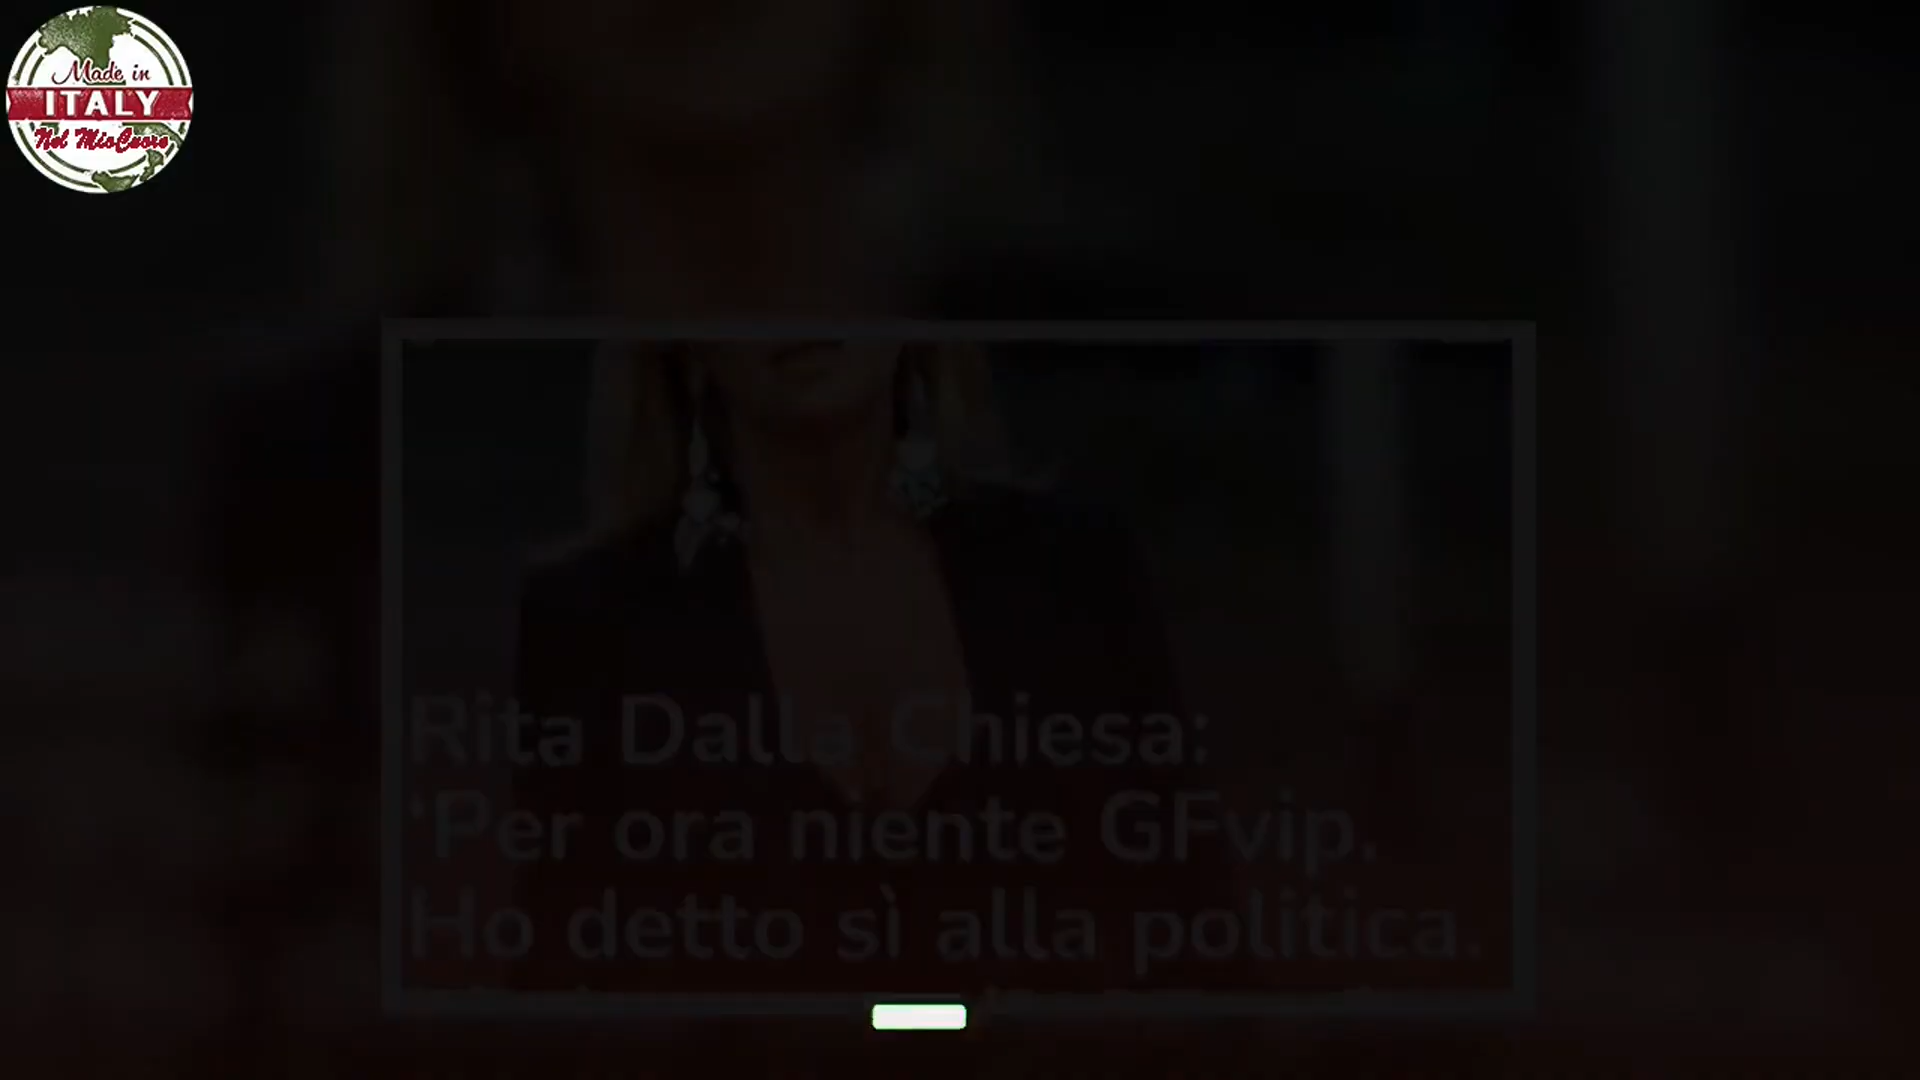 Made in
ITALY
Nel MioCuore
Rita Dalla Chiesa:
‘Per ora niente GFvip.
Ho detto sì alla politica.